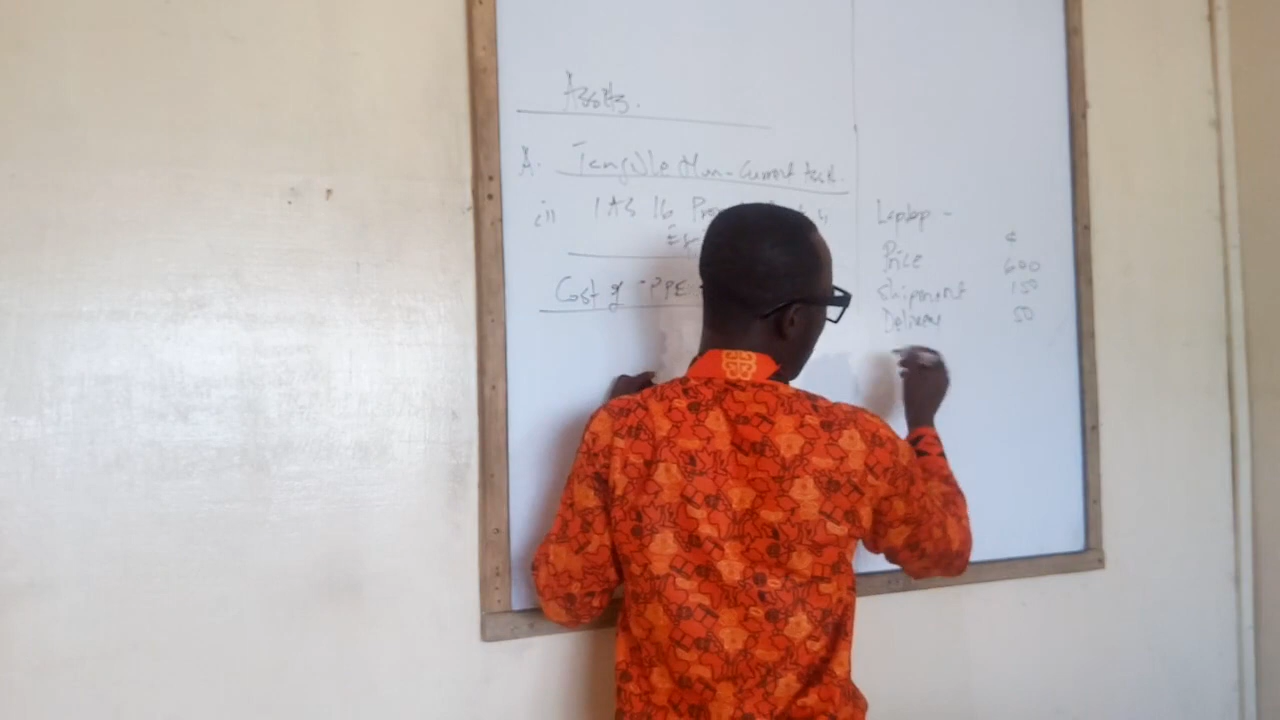 Assets.
A. Tangible Non-Current Asset.
IAS 16
Cost of PPE
Laptop -
Price 600
Shipment 150
Delivery 50